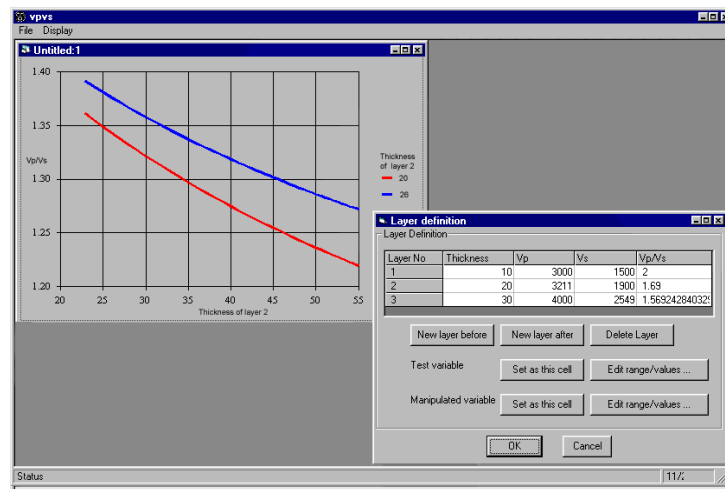 vpvs
File Display
Untitled:1
1.40
1.35
Vp/Vs
1.30
1.25
1.20
20 25 30 35 40 45 50 55
Thickness of layer 2
Thickness
of layer 2
20
26
Layer definition
Layer Definition
Layer No Thickness Vp Vs Vp/Vs
1 10 3000 1500 2
2 20 3211 1900 1.69
3 30 4000 2549 1.569242840329
New layer before New layer after Delete Layer
Test variable Set as this cell Edit range/values ...
Manipulated variable Set as this cell Edit range/values ...
OK Cancel
Status